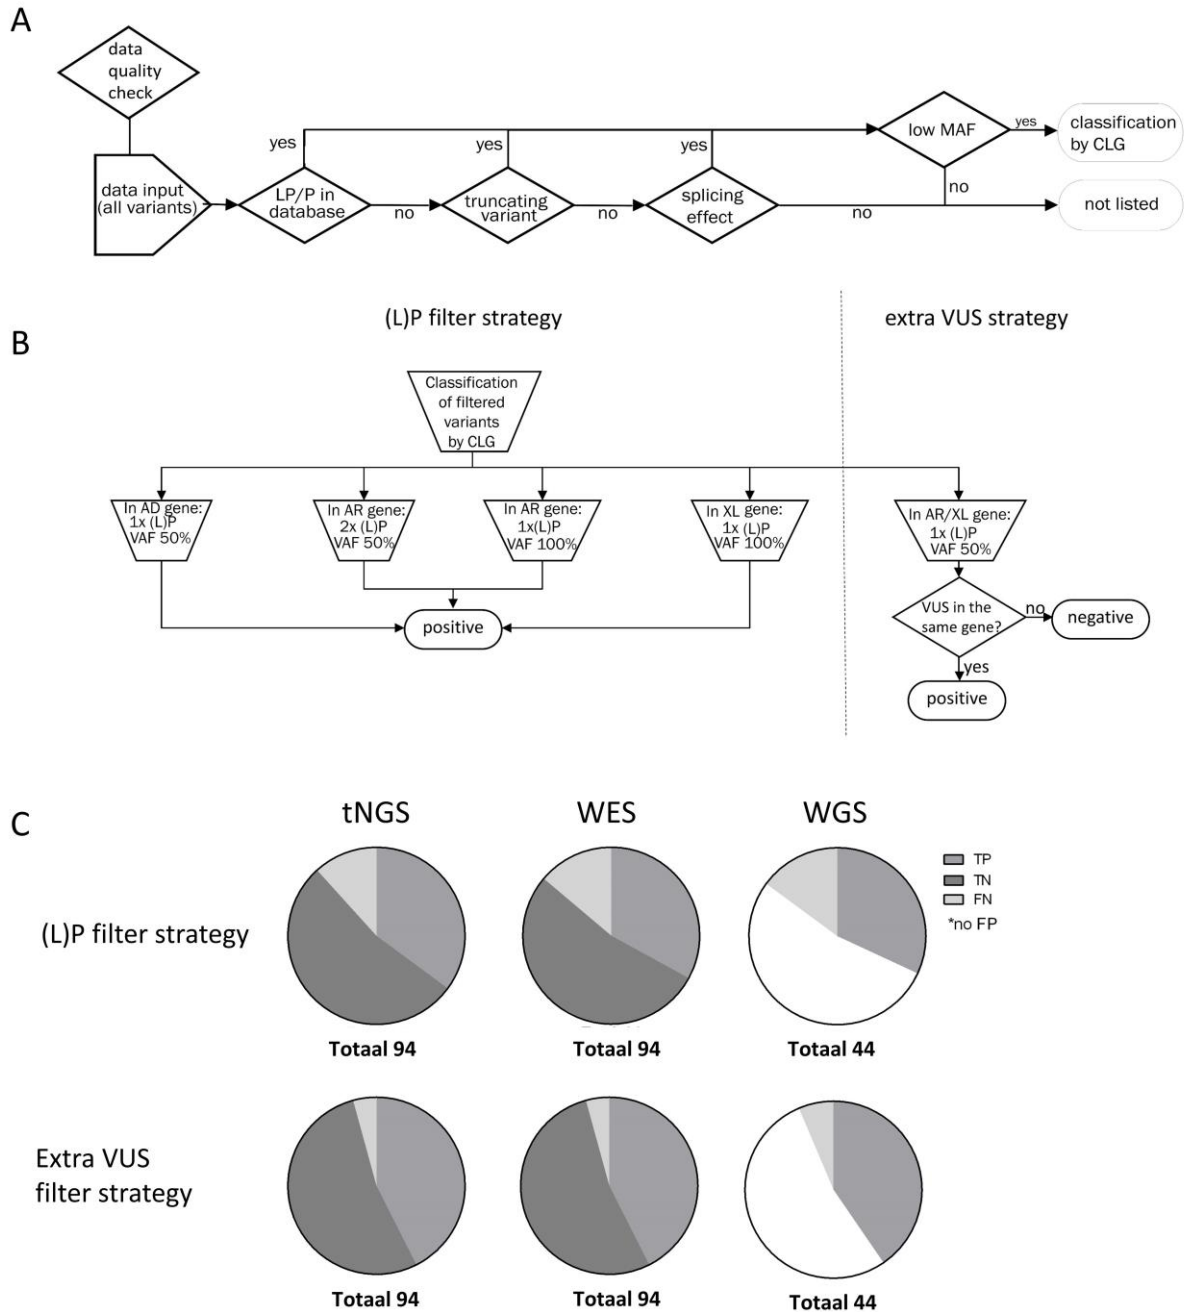 A
data
quality
check
data input
(all variants)
LP/P in
database
yes
no
truncating
variant
yes
no
splicing
effect
yes
no
low MAF
yes
no
classification
by CLG
not listed
(L)P filter strategy
extra VUS strategy
B
Classification
of filtered
variants
by CLG
In AD gene:
1x (L)P
VAF 50%
In AR gene:
2x (L)P
VAF 50%
In AR gene:
1x(L)P
VAF 100%
In XL gene:
1x (L)P
VAF 100%
In AR/XL gene:
1x (L)P
VAF 50%
positive
VUS in the
same gene?
no
negative
yes
positive
C
tNGS
WES
WGS
TP
TN
FN
*no FP
(L)P filter strategy
Totaal 94
Totaal 94
Totaal 44
Extra VUS
filter strategy
Totaal 94
Totaal 94
Totaal 44